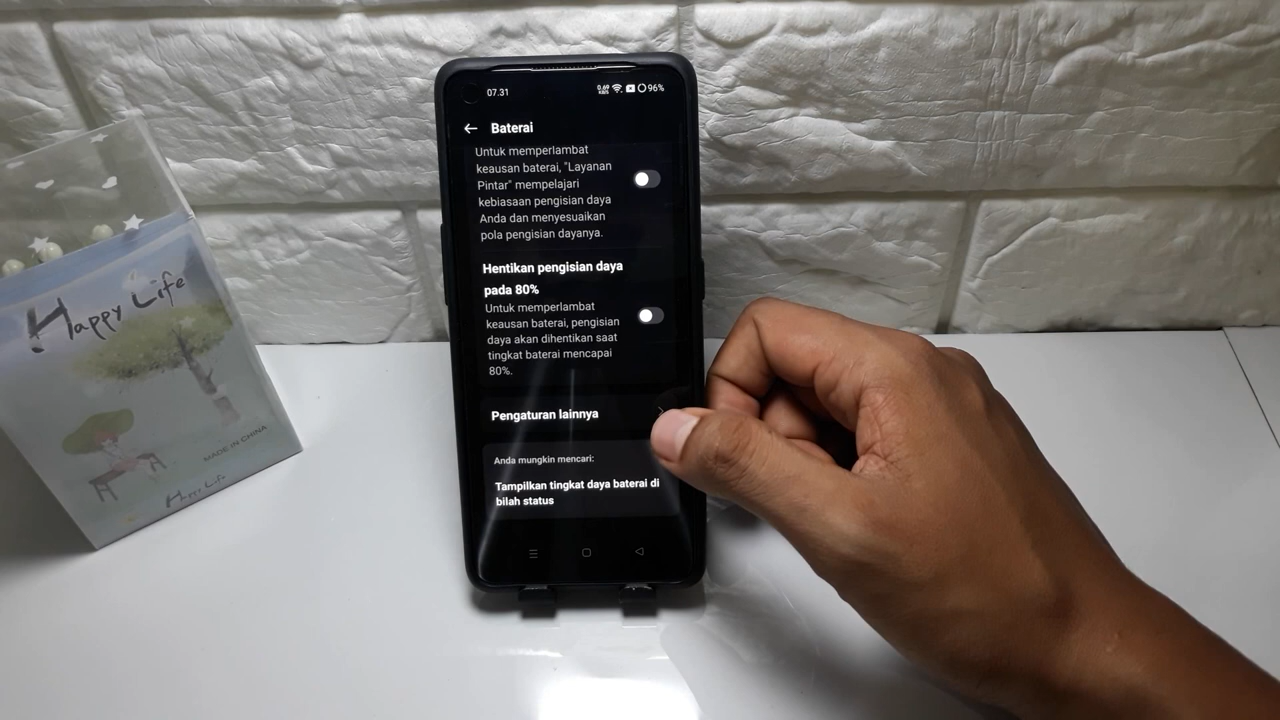 07.31
0.69
KB/S
96%
Baterai
Untuk memperlambat
keausan baterai, "Layanan
Pintar" mempelajari
kebiasaan pengisian daya
Anda dan menyesuaikan
pola pengisian dayanya.
Hentikan pengisian daya
pada 80%
Untuk memperlambat
keausan baterai, pengisian
daya akan dihentikan saat
tingkat baterai mencapai
80%.
Pengaturan lainnya
Anda mungkin mencari:
Tampilkan tingkat daya baterai di
bilah status
Happy Life
MADE IN CHINA
Happy Life